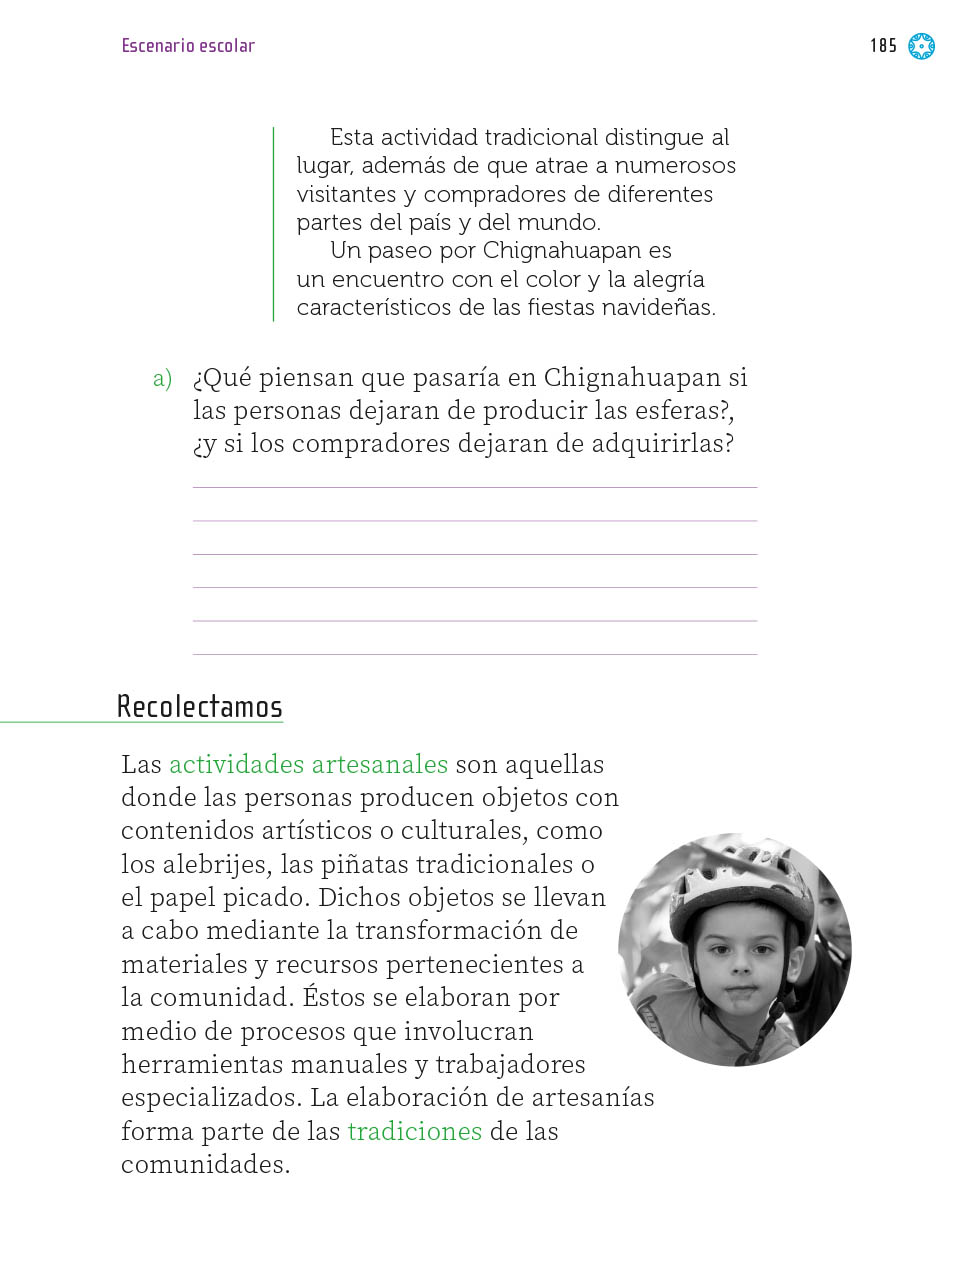 Escenario escolar
185
Esta actividad tradicional distingue al
lugar, además de que atrae a numerosos
visitantes y compradores de diferentes
partes del país y del mundo.
Un paseo por Chignahuapan es
un encuentro con el color y la alegría
característicos de las fiestas navideñas.
a) ¿Qué piensan que pasaría en Chignahuapan si
las personas dejaran de producir las esferas?,
¿y si los compradores dejaran de adquirirlas?
Recolectamos
Las actividades artesanales son aquellas
donde las personas producen objetos con
contenidos artísticos o culturales, como
los alebrijes, las piñatas tradicionales o
el papel picado. Dichos objetos se llevan
a cabo mediante la transformación de
materiales y recursos pertenecientes a
la comunidad. Éstos se elaboran por
medio de procesos que involucran
herramientas manuales y trabajadores
especializados. La elaboración de artesanías
forma parte de las tradiciones de las
comunidades.